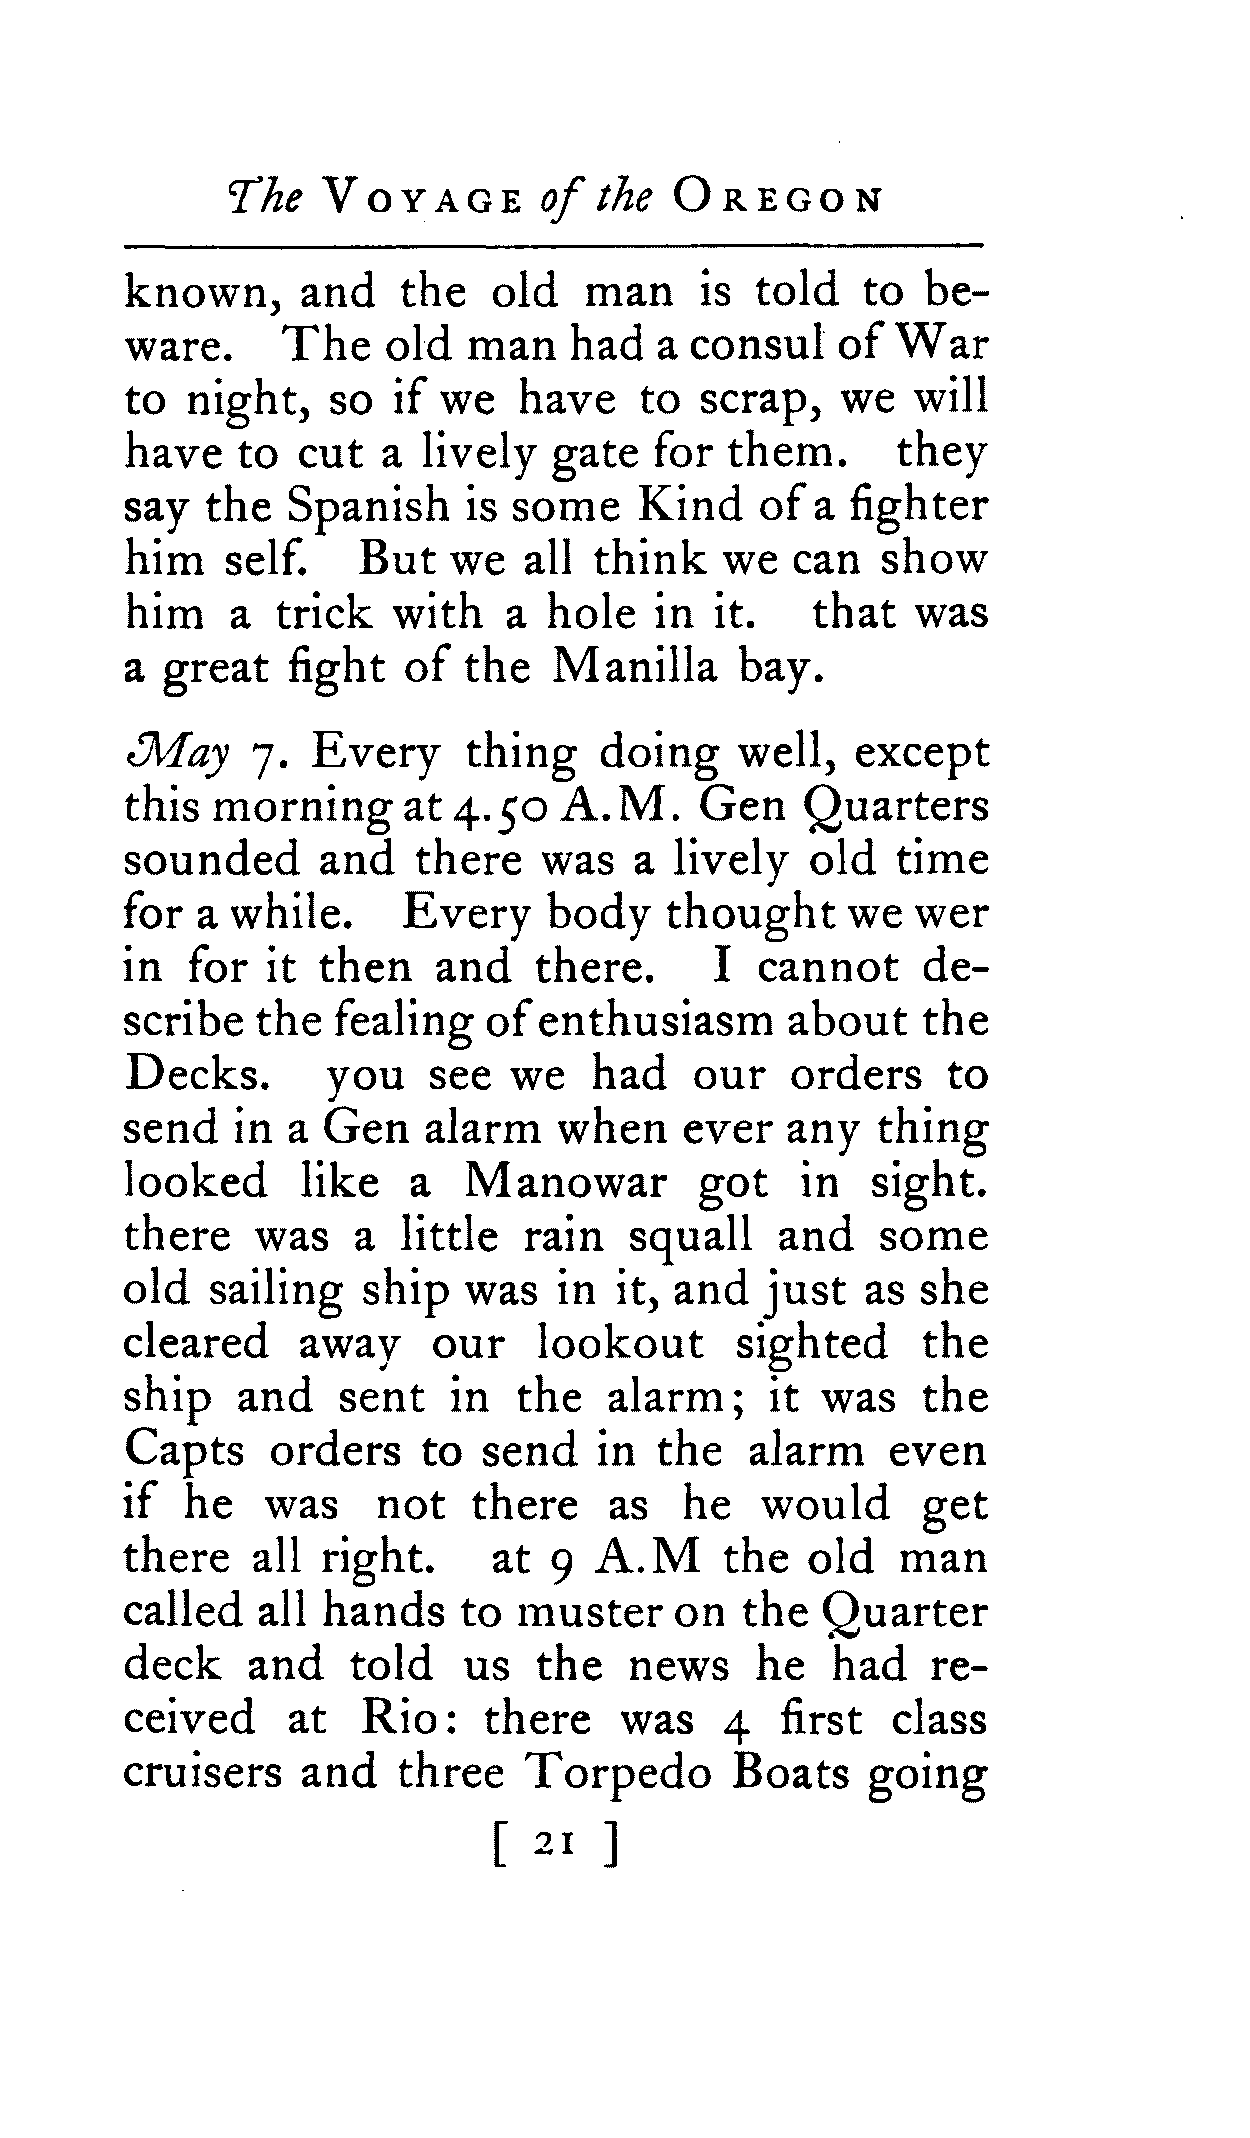 The VOYAGE of the OREGON
known, and the old man is told to be-
ware. The old man had a consul of War
to night, so if we have to scrap, we will
have to cut a lively gate for them. they
say the Spanish is some Kind of a fighter
him self. But we all think we can show
him a trick with a hole in it. that was
a great fight of the Manilla bay.
May 7. Every thing doing well, except
this morning at 4.50 A.M. Gen Quarters
sounded and there was a lively old time
for a while. Every body thought we wer
in for it then and there. I cannot de-
scribe the fealing of enthusiasm about the
Decks. you see we had our orders to
send in a Gen alarm when ever any thing
looked like a Manowar got in sight.
there was a little rain squall and some
old sailing ship was in it, and just as she
cleared away our lookout sighted the
ship and sent in the alarm; it was the
Capts orders to send in the alarm even
if he was not there as he would get
there all right. at 9 A.M the old man
called all hands to muster on the Quarter
deck and told us the news he had re-
ceived at Rio: there was 4 first class
cruisers and three Torpedo Boats going
[ 21 ]